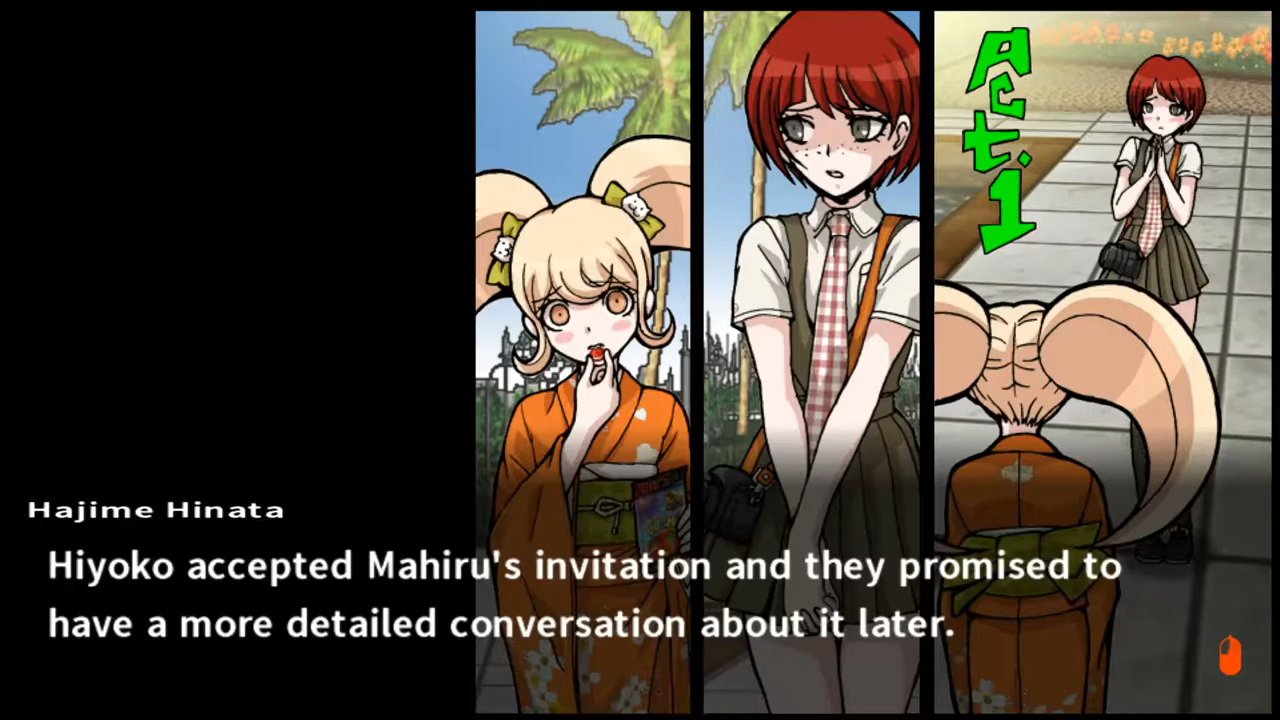 Act.1
Hajime Hinata
Hiyoko accepted Mahiru's invitation and they promised to
have a more detailed conversation about it later.